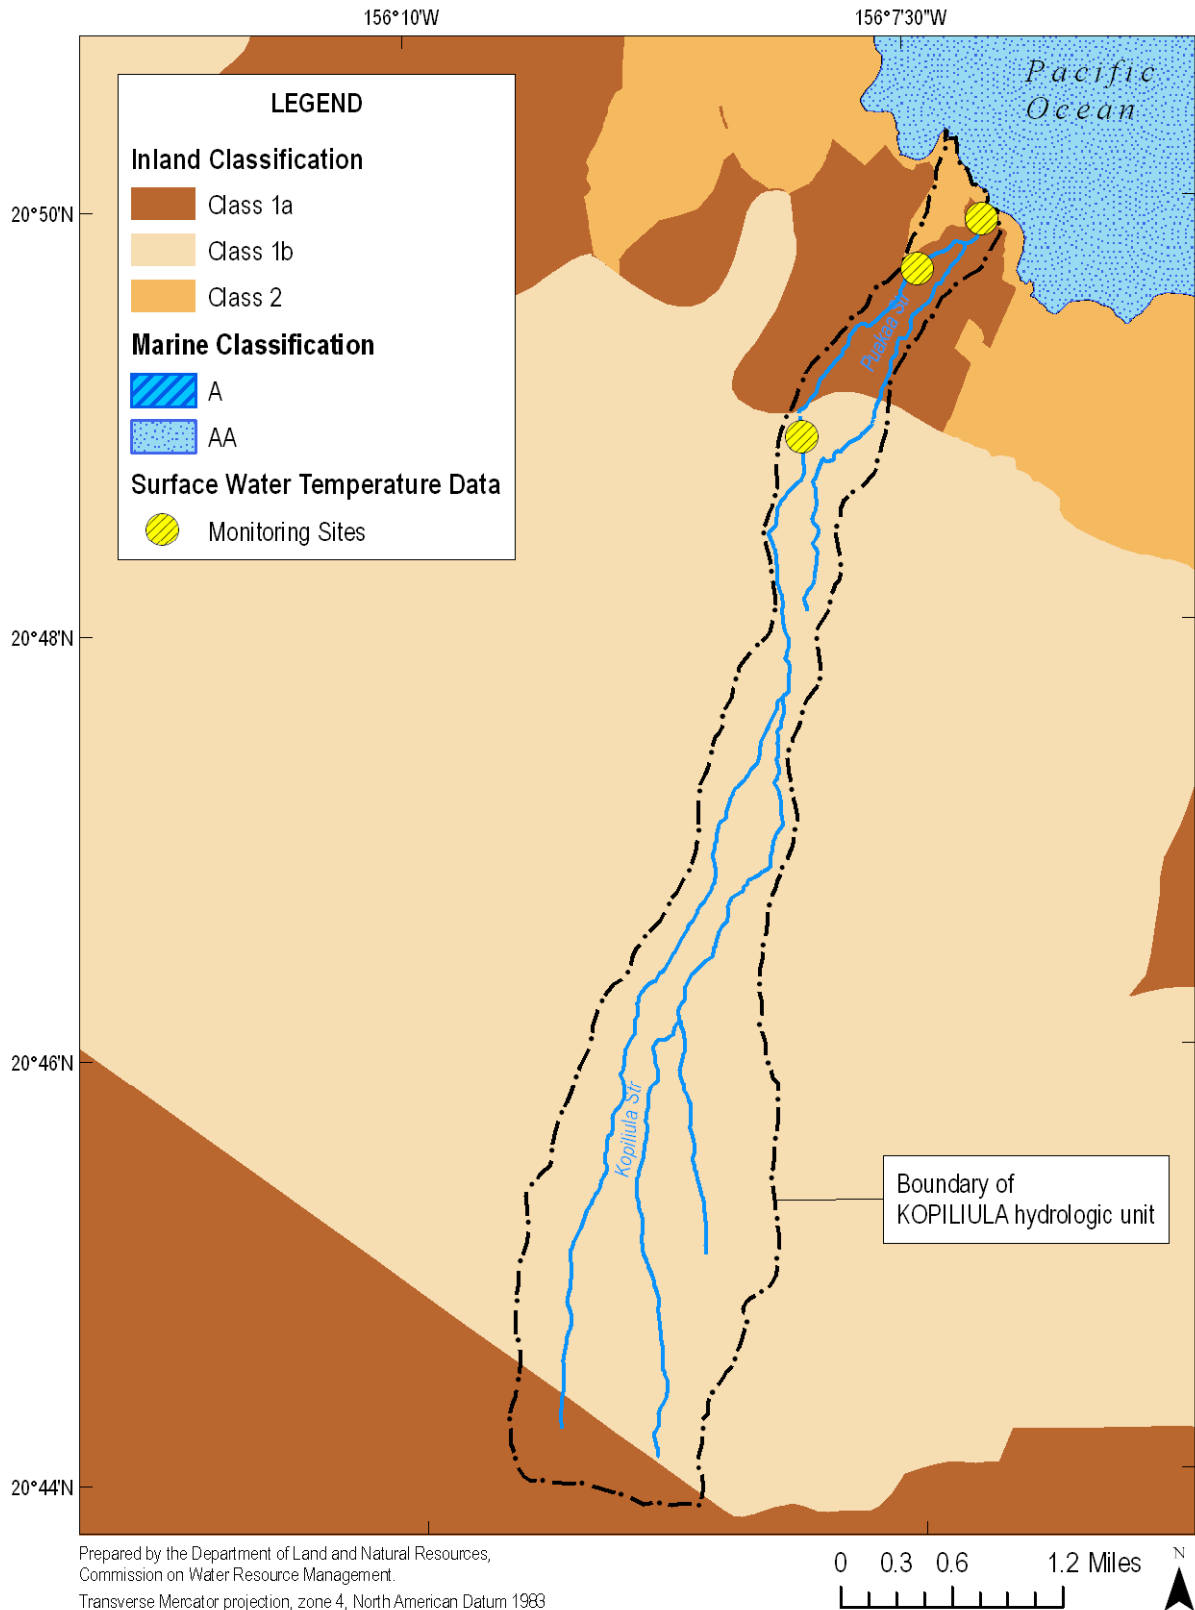 156°10'W
156°7'30"W
Pacific
Ocean
LEGEND
Inland Classification
Class 1a
Class 1b
Class 2
Marine Classification
A
AA
Surface Water Temperature Data
Monitoring Sites
20°50'N
Puakaa Str
20°48'N
20°46'N
Kopiliula Str
Boundary of
KOPILIULA hydrologic unit
20°44'N
Prepared by the Department of Land and Natural Resources,
Commission on Water Resource Management.
Transverse Mercator projection, zone 4, North American Datum 1983
0 0.3 0.6 1.2 Miles
N